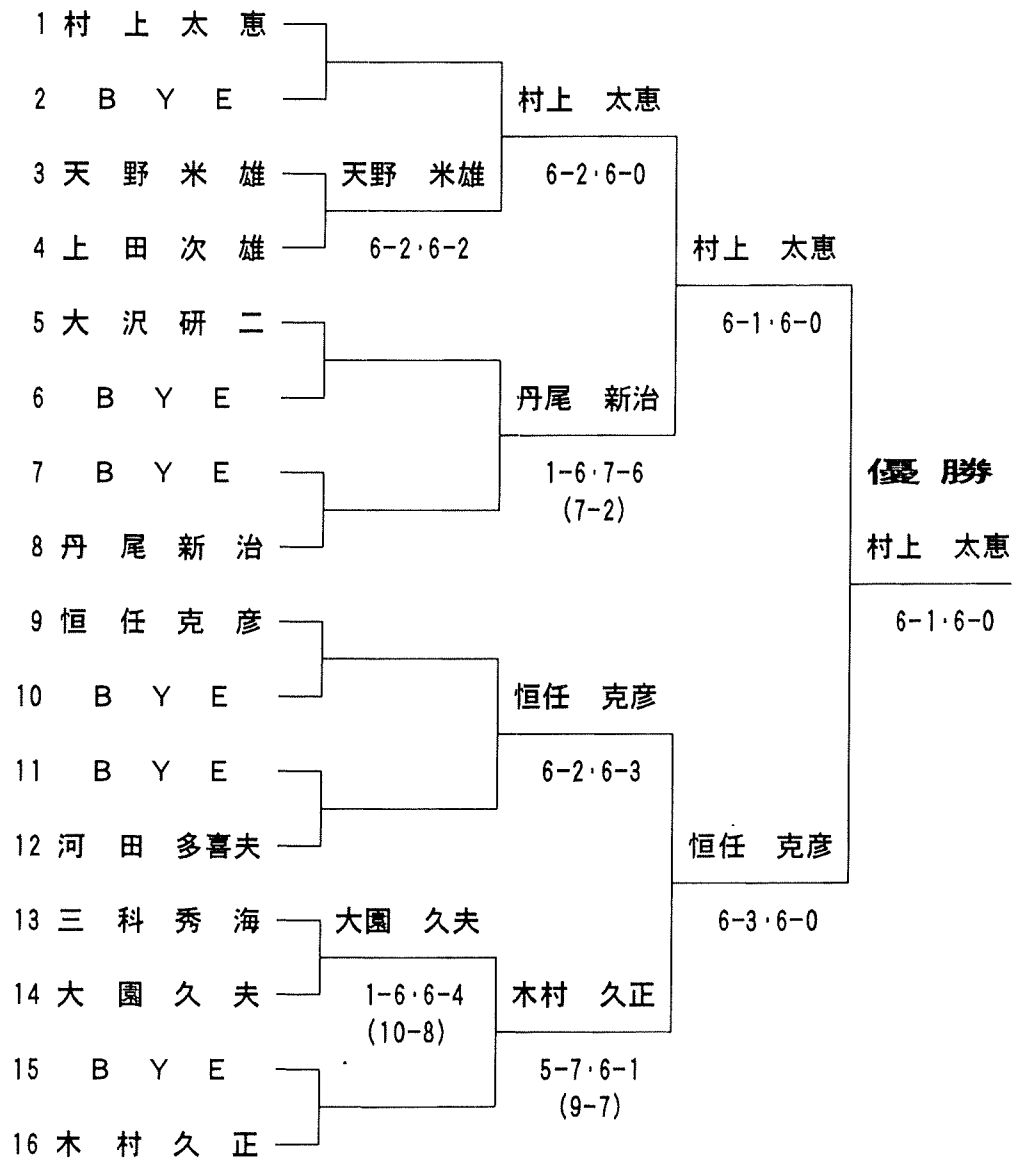 1 村上太恵
2 BYE
村上 太恵
3 天野米雄
天野 米雄
6-2・6-0
4 上田次雄
6-2・6-2
村上 太恵
5 大沢研二
6-1・6-0
6 BYE
丹尾 新治
7 BYE
1-6・7-6
(7-2)
優勝
8 丹尾新治
村上 太恵
9 恒任克彦
6-1・6-0
10 BYE
恒任 克彦
11 BYE
6-2・6-3
12 河田多喜夫
恒任 克彦
13 三科秀海
大園 久夫
6-3・6-0
14 大園久夫
1-6・6-4
(10-8)
木村 久正
15 BYE
5-7・6-1
(9-7)
16 木村久正